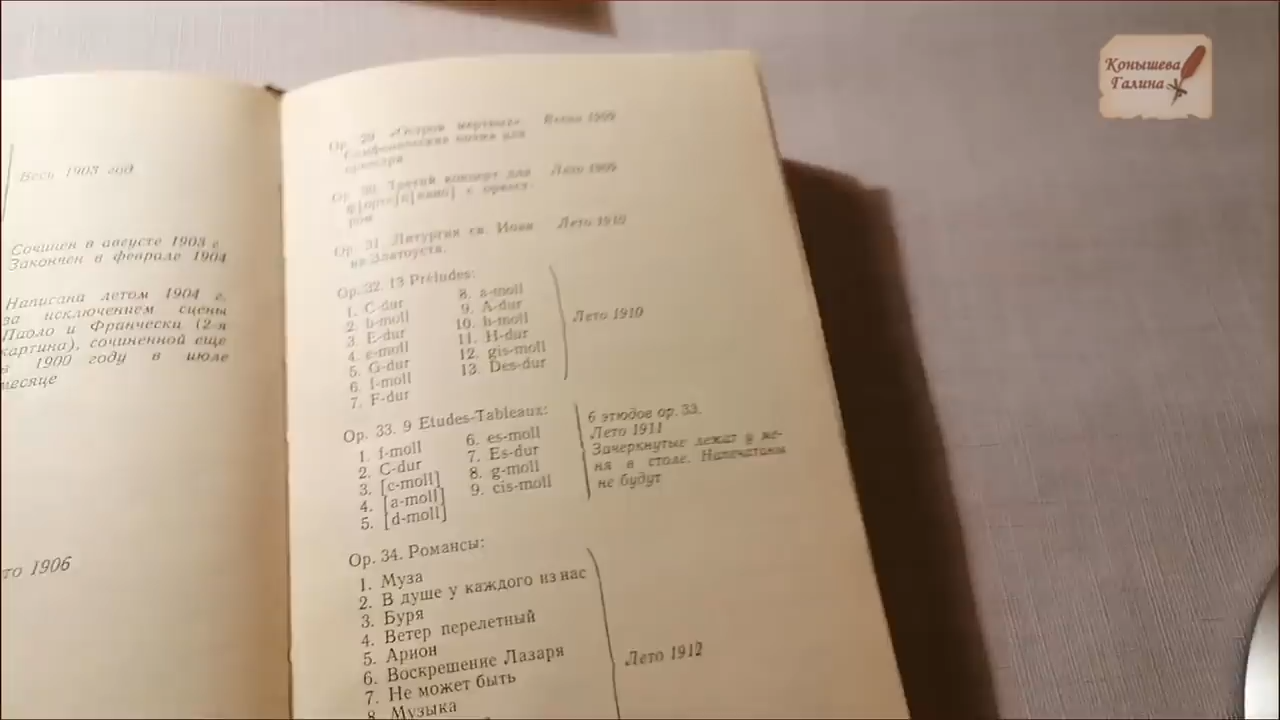 Конышева
Галина
Весь 1903 год
Сочинен в августе 1903 г.
Закончен в феврале 1904
Написана летом 1904 г.
за исключением сцены
Паоло и Франчески (2-я
картина), сочиненной еще
в 1900 году в июле
месяце
то 1906
Ор. 29 «Остров мертвых» Весна 1909
Симфоническая поэма для
оркестра
Ор. 30. Третий концерт для Лето 1909
ф[орте]п[иано] с оркест-
ром
Ор. 31. Литургия св. Иоан Лето 1910
на Златоуста.
Ор. 32. 13 Préludes:
1. C-dur
2. b-moll
3. E-dur
4. e-moll
5. G-dur
6. f-moll
7. F-dur
8. a-moll
9. A-dur
10. h-moll
11. H-dur
12. gis-moll
13. Des-dur
Лето 1910
Ор. 33. 9 Etudes-Tableaux:
1. f-moll
2. C-dur
3. [c-moll]
4. [a-moll]
5. [d-moll]
6. es-moll
7. Es-dur
8. g-moll
9. cis-moll
6 этюдов ор. 33.
Лето 1911
Зачеркнутые лежат у ме-
ня в столе. Напечатаны
не будут
Ор. 34. Романсы:
1. Муза
2. В душе у каждого из нас
3. Буря
4. Ветер перелетный
5. Арион
6. Воскрешение Лазаря
7. Не может быть
8. Музыка
Лето 1912